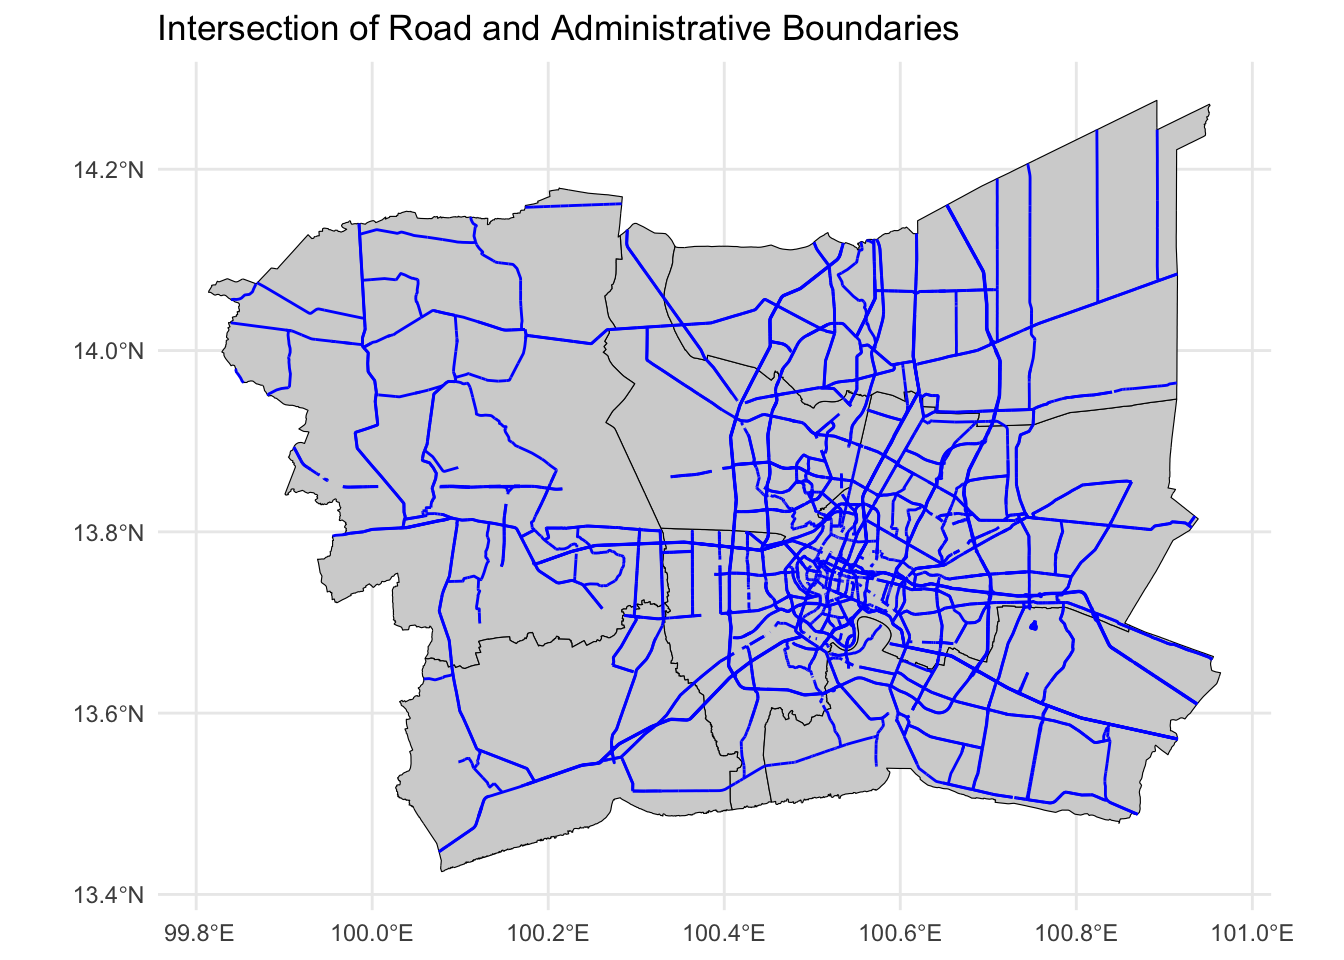 Intersection of Road and Administrative Boundaries
14.2°N
14.0°N
13.8°N
13.6°N
13.4°N
99.8°E
100.0°E
100.2°E
100.4°E
100.6°E
100.8°E
101.0°E